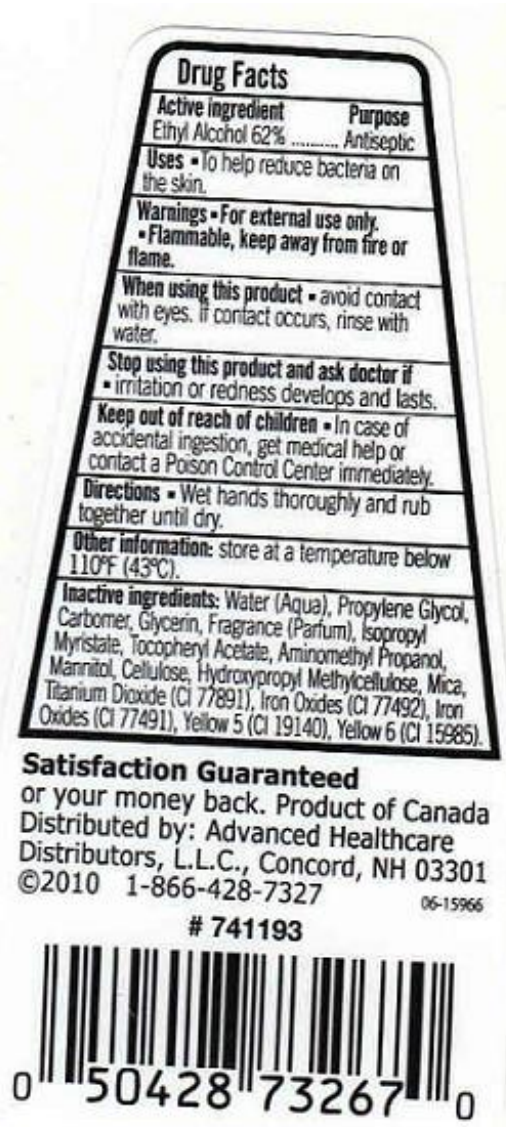 Drug Facts
Active ingredient Purpose
Ethyl Alcohol 62% .......... Antiseptic
Uses ▪ To help reduce bacteria on
the skin.
Warnings ▪ For external use only.
▪ Flammable, keep away from fire or
flame.
When using this product ▪ avoid contact
with eyes. If contact occurs, rinse with
water.
Stop using this product and ask doctor if
▪ irritation or redness develops and lasts.
Keep out of reach of children ▪ In case of
accidental ingestion, get medical help or
contact a Poison Control Center immediately.
Directions ▪ Wet hands thoroughly and rub
together until dry.
Other information: store at a temperature below
110ºF (43ºC).
Inactive ingredients: Water (Aqua), Propylene Glycol,
Carbomer, Glycerin, Fragrance (Parfum), Isopropyl
Myristate, Tocopheryl Acetate, Aminomethyl Propanol,
Mannitol, Cellulose, Hydroxypropyl Methylcellulose, Mica,
Titanium Dioxide (CI 77891), Iron Oxides (CI 77492), Iron
Oxides (CI 77491), Yellow 5 (CI 19140), Yellow 6 (CI 15985).
Satisfaction Guaranteed
or your money back. Product of Canada
Distributed by: Advanced Healthcare
Distributors, L.L.C., Concord, NH 03301
©2010 1-866-428-7327 06-15966
# 741193
0 50428 73267 0